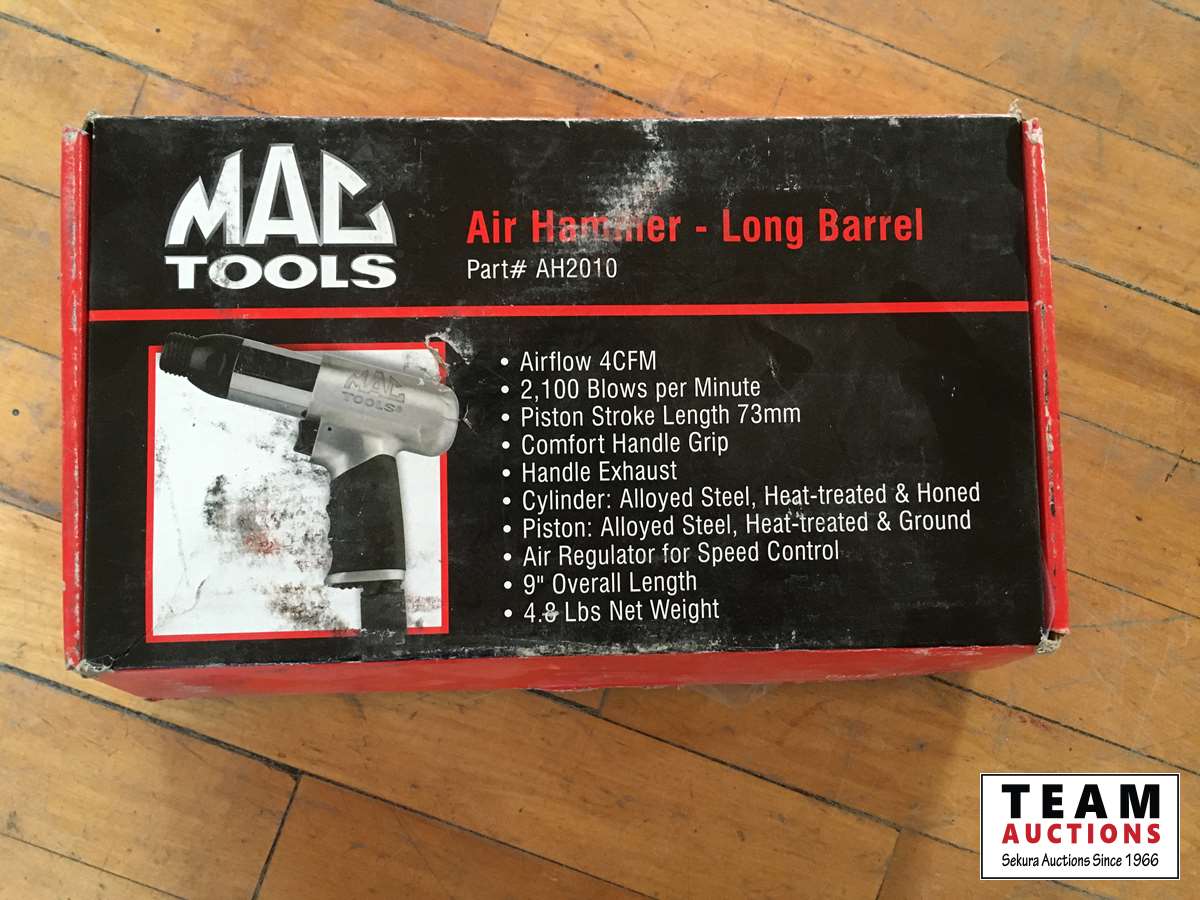 MAC
TOOLS
Air Hammer - Long Barrel
Part# AH2010
MAC
TOOLS®
• Airflow 4CFM
• 2,100 Blows per Minute
• Piston Stroke Length 73mm
• Comfort Handle Grip
• Handle Exhaust
• Cylinder: Alloyed Steel, Heat-treated & Honed
• Piston: Alloyed Steel, Heat-treated & Ground
• Air Regulator for Speed Control
• 9" Overall Length
• 4.8 Lbs Net Weight
TEAM
AUCTIONS
Sekura Auctions Since 1966